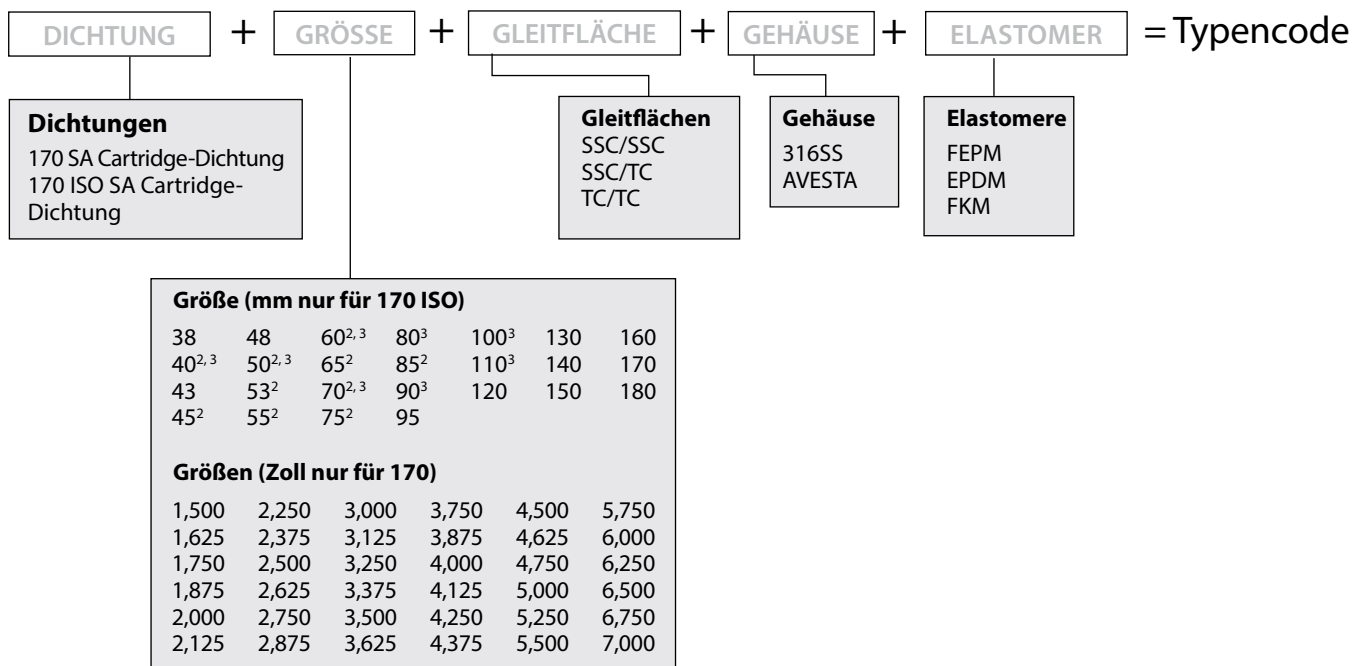 DICHTUNG + GRÖSSE + GLEITFLÄCHE + GEHÄUSE + ELASTOMER = Typencode
Dichtungen
170 SA Cartridge-Dichtung
170 ISO SA Cartridge-
Dichtung
Gleitflächen
SSC/SSC
SSC/TC
TC/TC
Gehäuse
316SS
AVESTA
Elastomere
FEPM
EPDM
FKM
Größe (mm nur für 170 ISO)
38 48 60²,³ 80³ 100³ 130 160
40²,³ 50²,³ 65² 85² 110³ 140 170
43 53² 70²,³ 90³ 120 150 180
45² 55² 75² 95
Größen (Zoll nur für 170)
1,500 2,250 3,000 3,750 4,500 5,750
1,625 2,375 3,125 3,875 4,625 6,000
1,750 2,500 3,250 4,000 4,750 6,250
1,875 2,625 3,375 4,125 5,000 6,500
2,000 2,750 3,500 4,250 5,250 6,750
2,125 2,875 3,625 4,375 5,500 7,000